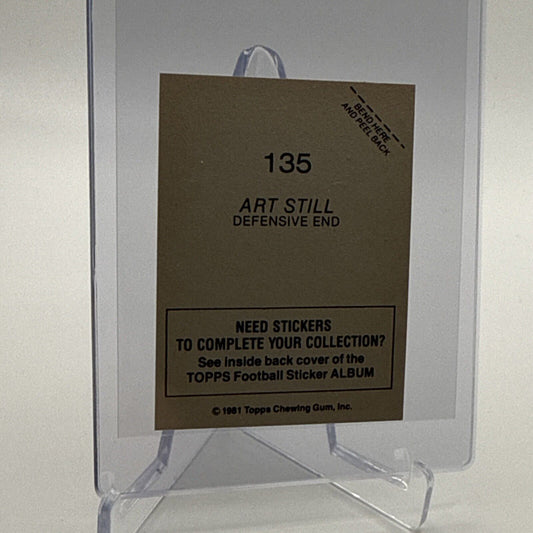 BEND HERE
AND PEEL BACK
135
ART STILL
DEFENSIVE END
NEED STICKERS
TO COMPLETE YOUR COLLECTION?
See inside back cover of the
TOPPS Football Sticker ALBUM
© 1981 Topps Chewing Gum, Inc.